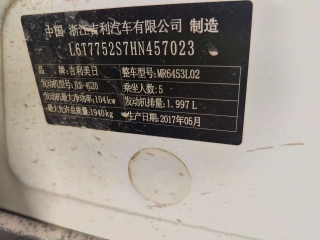 中国 浙江吉利汽车有限公司 制造
L6T7752S7HN457023
品 牌:吉利美日 整车型号:MR6453L02
发动机型号:JLD-4G20 乘坐人数:5
发动机最大净功率:104kW 发动机排量:1.997L
最大允许总质量:1940kg 生产日期:2017年05月